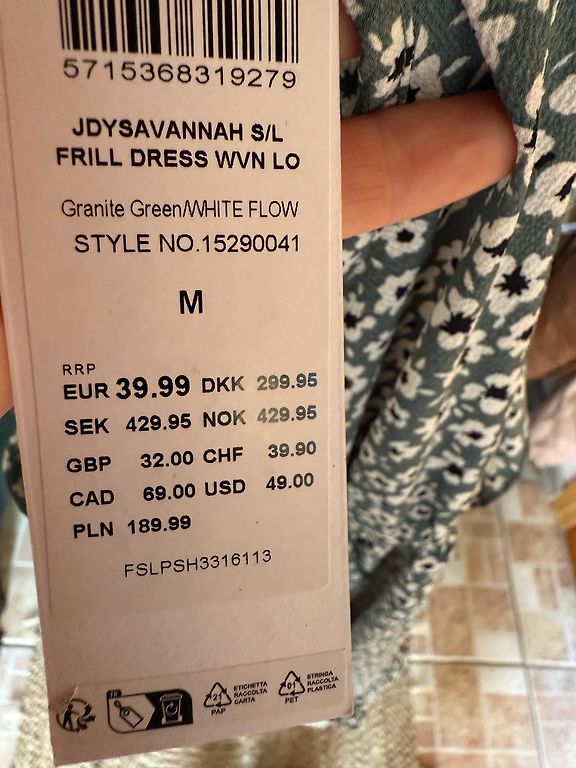 5715368319279
JDYSAVANNAH S/L
FRILL DRESS WVN LO
Granite Green/WHITE FLOW
STYLE NO.15290041
M
RRP
EUR 39.99 DKK 299.95
SEK 429.95 NOK 429.95
GBP 32.00 CHF 39.90
CAD 69.00 USD 49.00
PLN 189.99
FSLPSH3316113
FR
21
PAP
ETICHETTA
RACCOLTA
CARTA
01
PET
STRINGA
RACCOLTA
PLASTICA